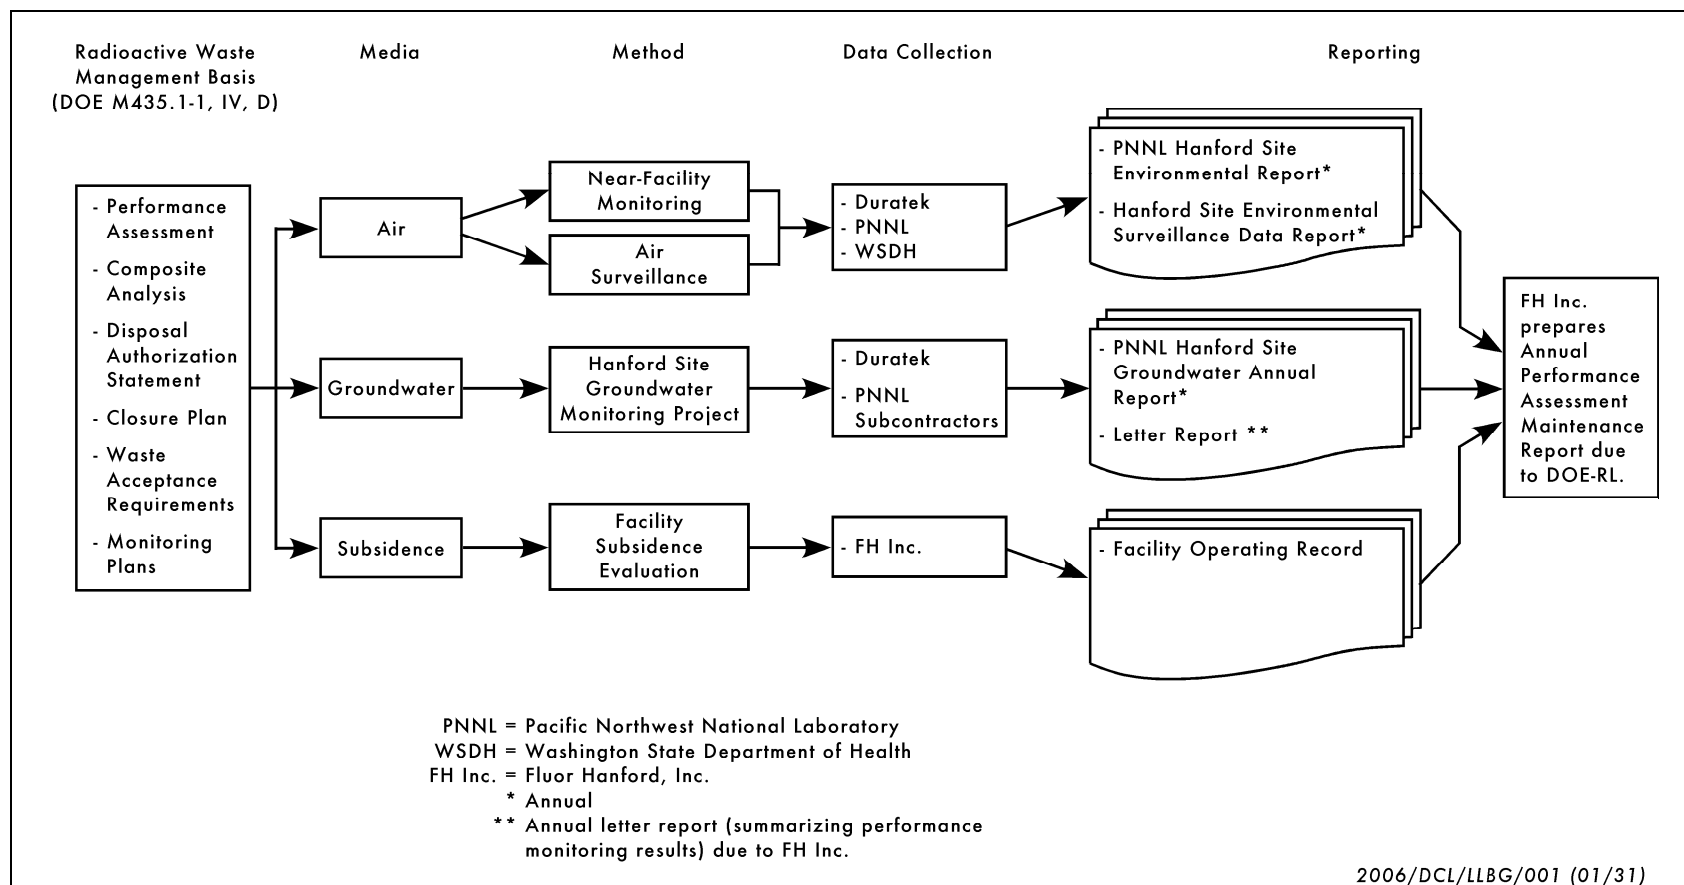 Radioactive Waste
Management Basis
(DOE M435.1-1, IV, D)
Media
Method
Data Collection
Reporting
- Performance
Assessment
- Composite
Analysis
- Disposal
Authorization
Statement
- Closure Plan
- Waste
Acceptance
Requirements
- Monitoring
Plans
Air
Near-Facility
Monitoring
Air
Surveillance
- Duratek
- PNNL
- WSDH
- PNNL Hanford Site
Environmental Report*
- Hanford Site Environmental
Surveillance Data Report*
Groundwater
Hanford Site
Groundwater
Monitoring Project
- Duratek
- PNNL
Subcontractors
- PNNL Hanford Site
Groundwater Annual
Report*
- Letter Report **
Subsidence
Facility
Subsidence
Evaluation
- FH Inc.
- Facility Operating Record
FH Inc.
prepares
Annual
Performance
Assessment
Maintenance
Report due
to DOE-RL.
PNNL = Pacific Northwest National Laboratory
WSDH = Washington State Department of Health
FH Inc. = Fluor Hanford, Inc.
* Annual
** Annual letter report (summarizing performance
monitoring results) due to FH Inc.
2006/DCL/LLBG/001 (01/31)